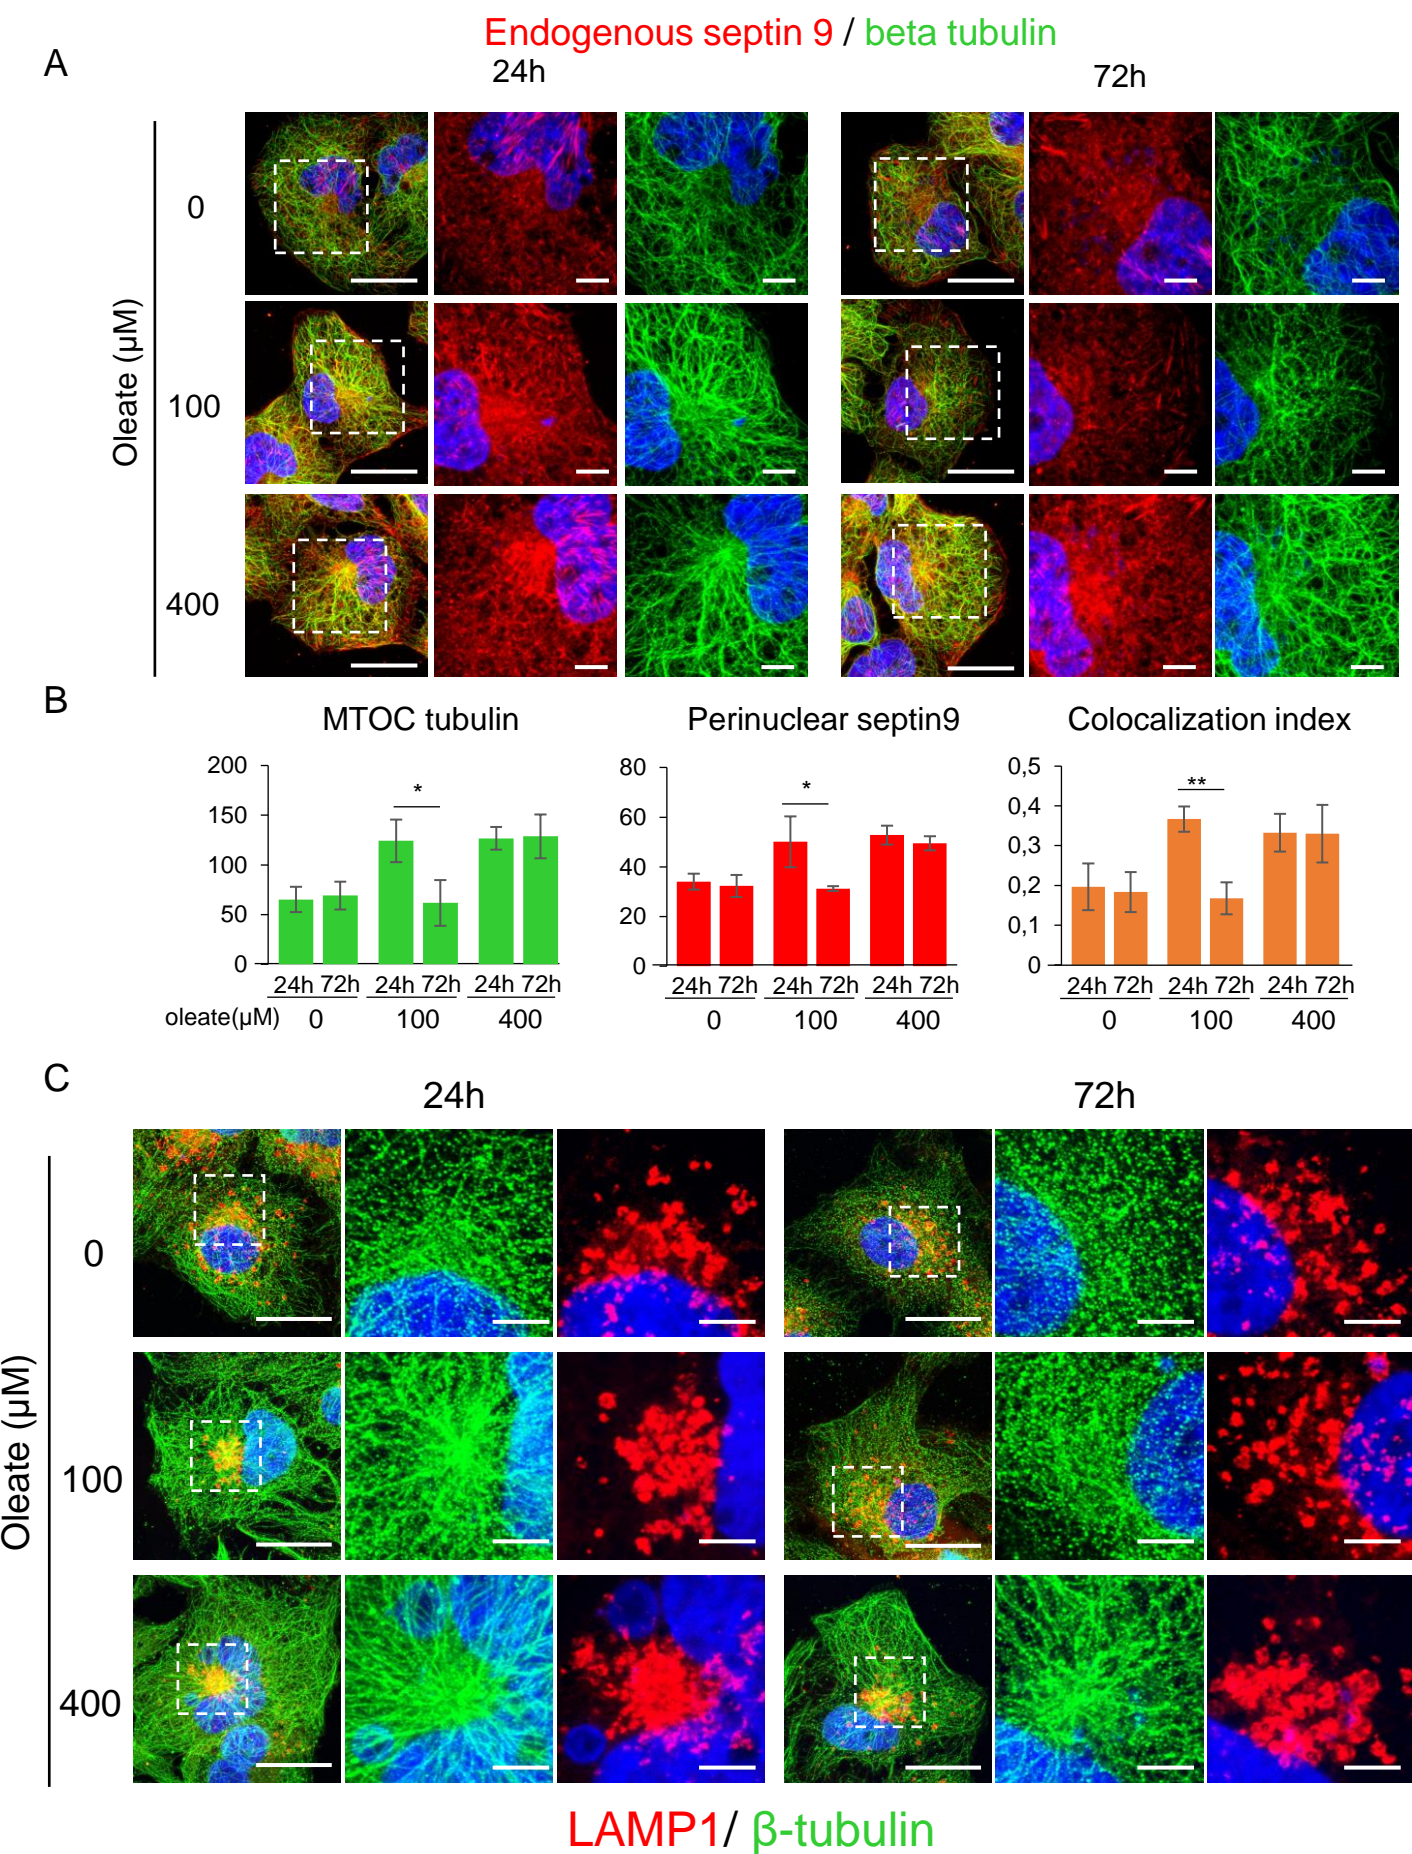 Endogenous septin 9 / beta tubulin
A
24h
72h
Oleate (µM)
0
100
400
B
MTOC tubulin
200
150
100
50
0
*
24h 72h 24h 72h 24h 72h
oleate(µM) 0 100 400
Perinuclear septin9
80
60
40
20
0
*
24h 72h 24h 72h 24h 72h
0 100 400
Colocalization index
0,5
0,4
0,3
0,2
0,1
0
**
24h 72h 24h 72h 24h 72h
0 100 400
C
24h
72h
Oleate (µM)
0
100
400
LAMP1/ β-tubulin